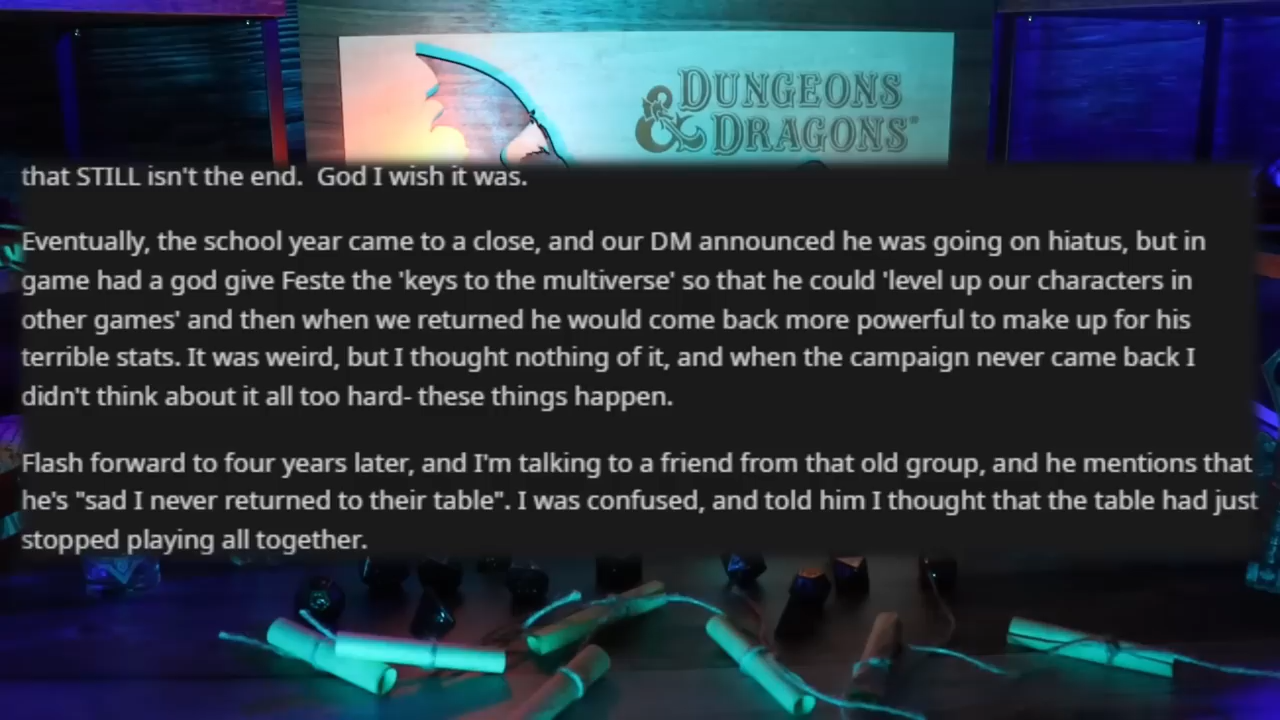 DUNGEONS
& DRAGONS®
that STILL isn't the end.  God I wish it was.
Eventually, the school year came to a close, and our DM announced he was going on hiatus, but in
game had a god give Feste the 'keys to the multiverse' so that he could 'level up our characters in
other games' and then when we returned he would come back more powerful to make up for his
terrible stats. It was weird, but I thought nothing of it, and when the campaign never came back I
didn't think about it all too hard- these things happen.
Flash forward to four years later, and I'm talking to a friend from that old group, and he mentions that
he's "sad I never returned to their table". I was confused, and told him I thought that the table had just
stopped playing all together.